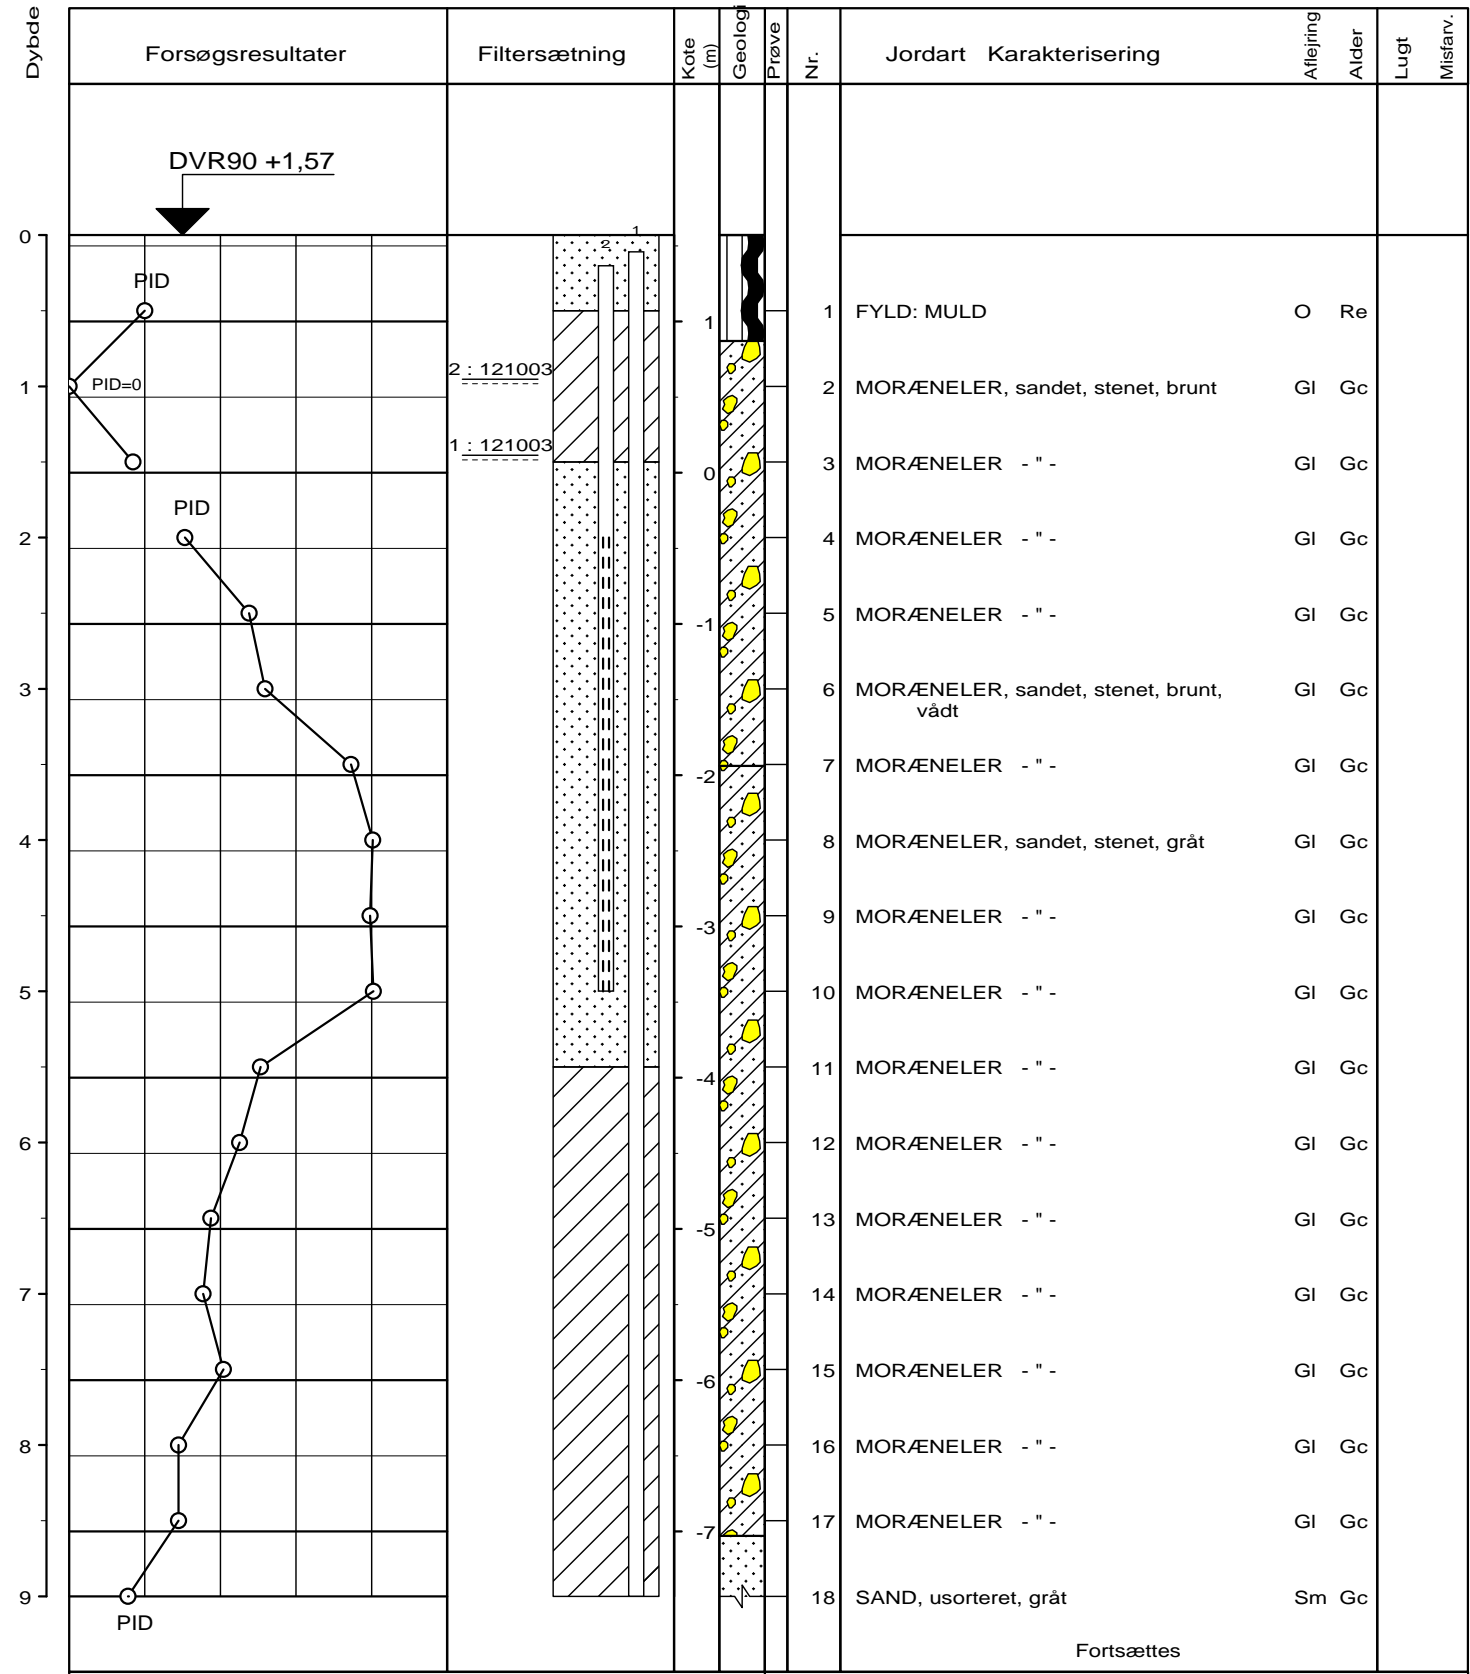 Dybde Forsøgsresultater Filtersætning Kote (m) Geologi Prøve Nr. Jordart Karakterisering Aflejring Alder Lugt Misfarv.
DVR90 +1,57
0
1
2
PID
1 FYLD: MULD O Re
1
2 : 121003
1 PID=0 2 MORÆNELER, sandet, stenet, brunt Gl Gc
1 : 121003
3 MORÆNELER - " - Gl Gc
0
PID
2 4 MORÆNELER - " - Gl Gc
5 MORÆNELER - " - Gl Gc
-1
3 6 MORÆNELER, sandet, stenet, brunt, Gl Gc
vådt
7 MORÆNELER - " - Gl Gc
-2
4 8 MORÆNELER, sandet, stenet, gråt Gl Gc
9 MORÆNELER - " - Gl Gc
-3
5 10 MORÆNELER - " - Gl Gc
11 MORÆNELER - " - Gl Gc
-4
6 12 MORÆNELER - " - Gl Gc
13 MORÆNELER - " - Gl Gc
-5
7 14 MORÆNELER - " - Gl Gc
15 MORÆNELER - " - Gl Gc
-6
8 16 MORÆNELER - " - Gl Gc
17 MORÆNELER - " - Gl Gc
-7
9 18 SAND, usorteret, gråt Sm Gc
PID
Fortsættes